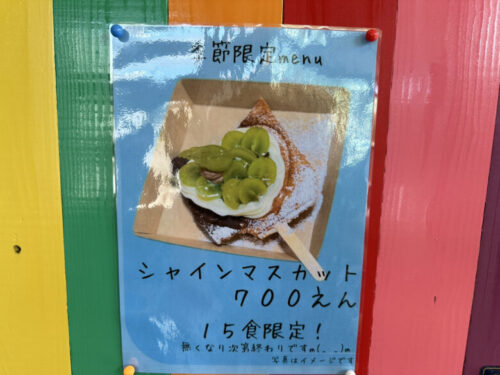 季節限定menu
シャインマスカット
700えん
15食限定!
無くなり次第終わりですm(._.)m
写真はイメージです